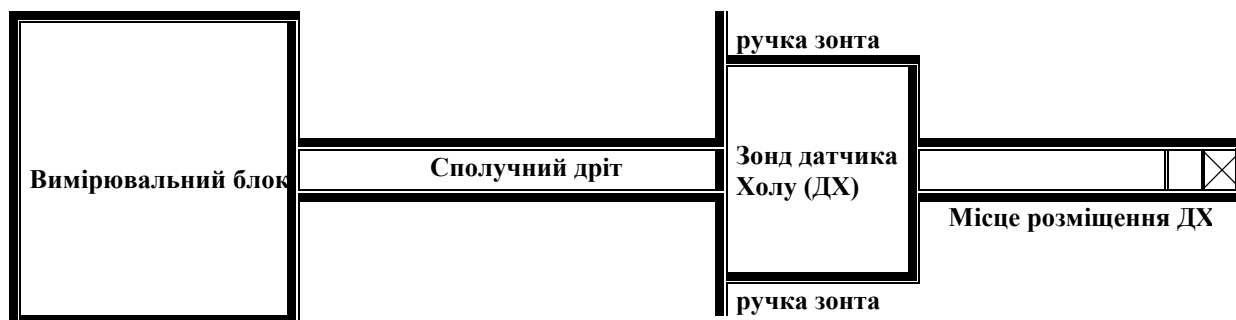 ручка зонта
Вимірювальний блок
Сполучний дріт
Зонд датчика
Холу (ДХ)
Місце розміщення ДХ
ручка зонта